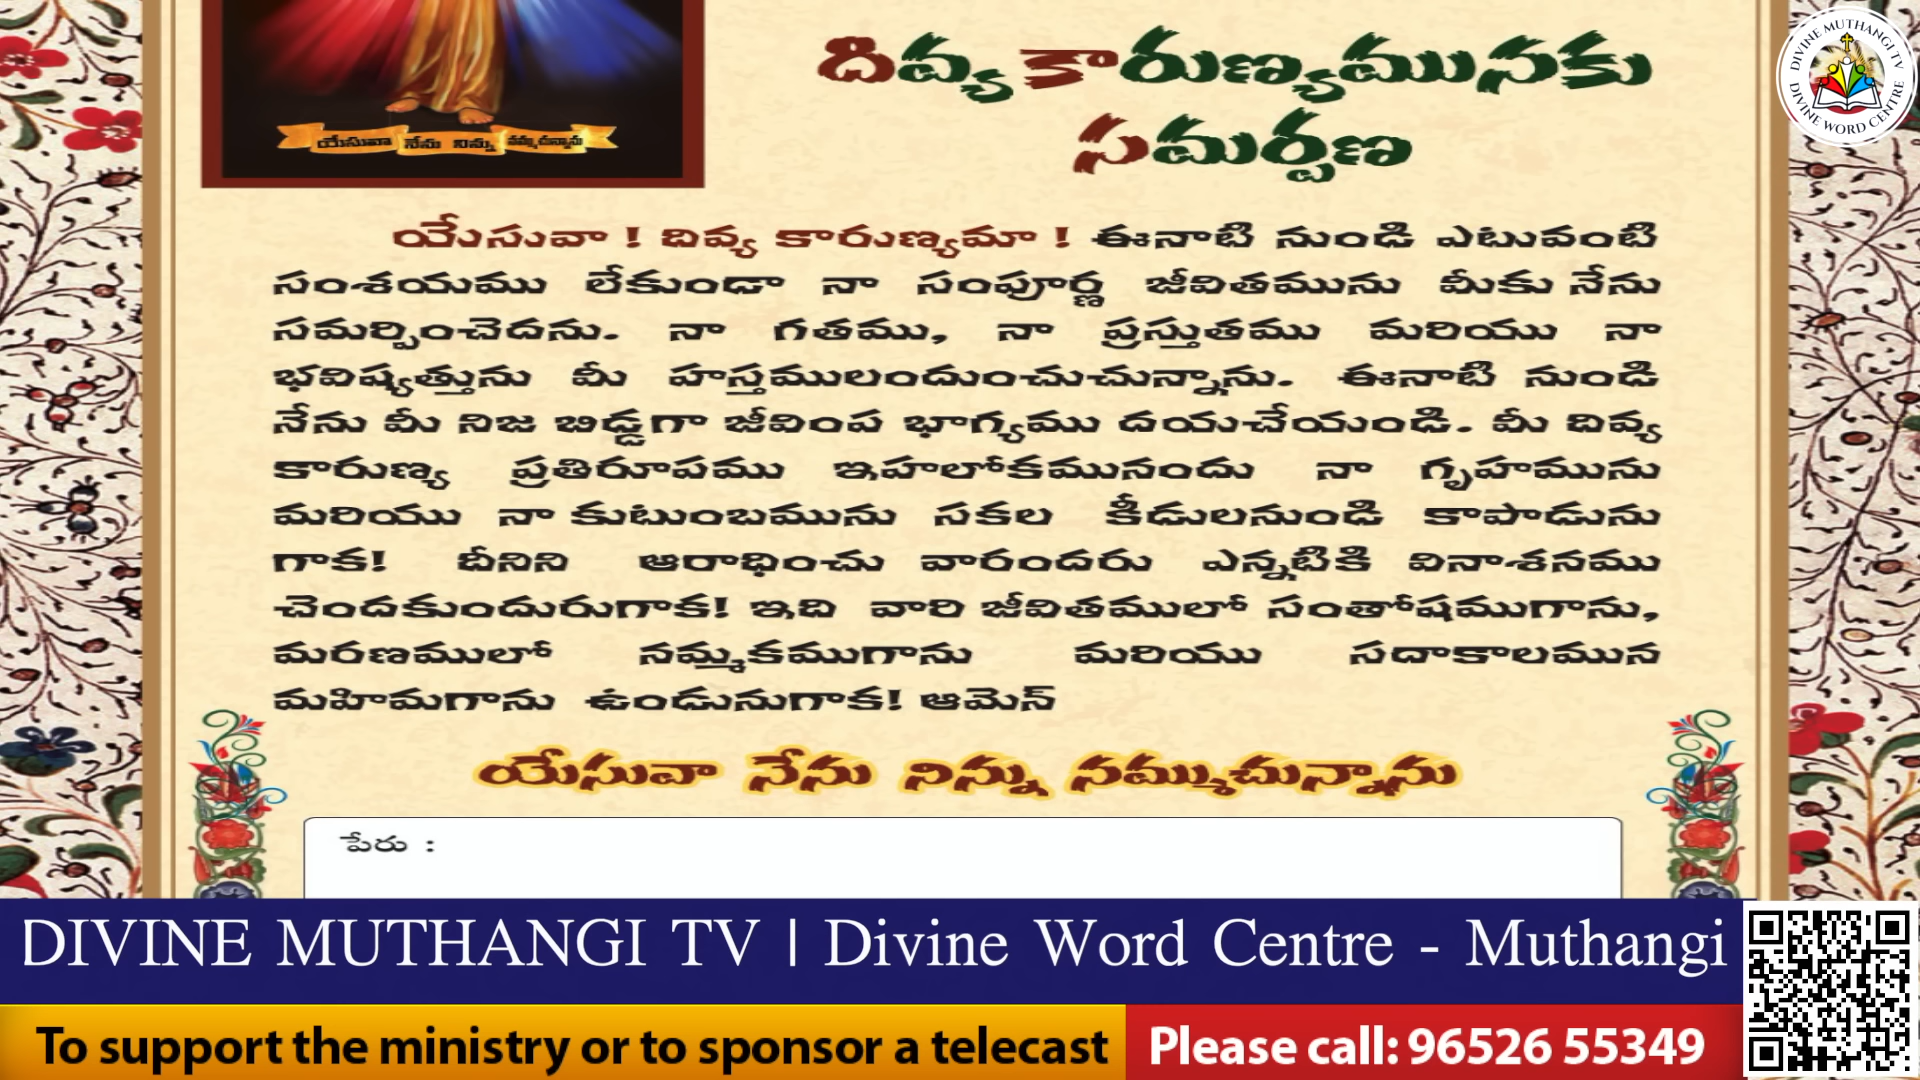 దివ్య కారుణ్యమునకు
సమర్పణ
DIVINE MUTHANGI TV
DIVINE WORD CENTRE
యేసువా నేను నిన్ను నమ్ముచున్నాను
యేసువా ! దివ్య కారుణ్యమా ! ఈనాటి నుండి ఎటువంటి
సంశయము లేకుండా నా సంపూర్ణ జీవితమును మీకు నేను
సమర్పించెదను. నా గతము, నా ప్రస్తుతము మరియు నా
భవిష్యత్తును మీ హస్తములందుంచుచున్నాను. ఈనాటి నుండి
నేను మీ నిజ బిడ్డగా జీవింప భాగ్యము దయచేయండి. మీ దివ్య
కారుణ్య ప్రతిరూపము ఇహలోకమునందు నా గృహమును
మరియు నా కుటుంబమును సకల కీడులనుండి కాపాడును
గాక! దీనిని ఆరాధించు వారందరు ఎన్నటికి వినాశనము
చెందకుందురుగాక! ఇది వారి జీవితములో సంతోషముగాను,
మరణములో నమ్మకముగాను మరియు సదాకాలమున
మహిమగాను ఉండునుగాక! ఆమెన్
యేసువా నేను నిన్ను నమ్ముచున్నాను
పేరు :
DIVINE MUTHANGI TV | Divine Word Centre - Muthangi
To support the ministry or to sponsor a telecast Please call: 96526 55349